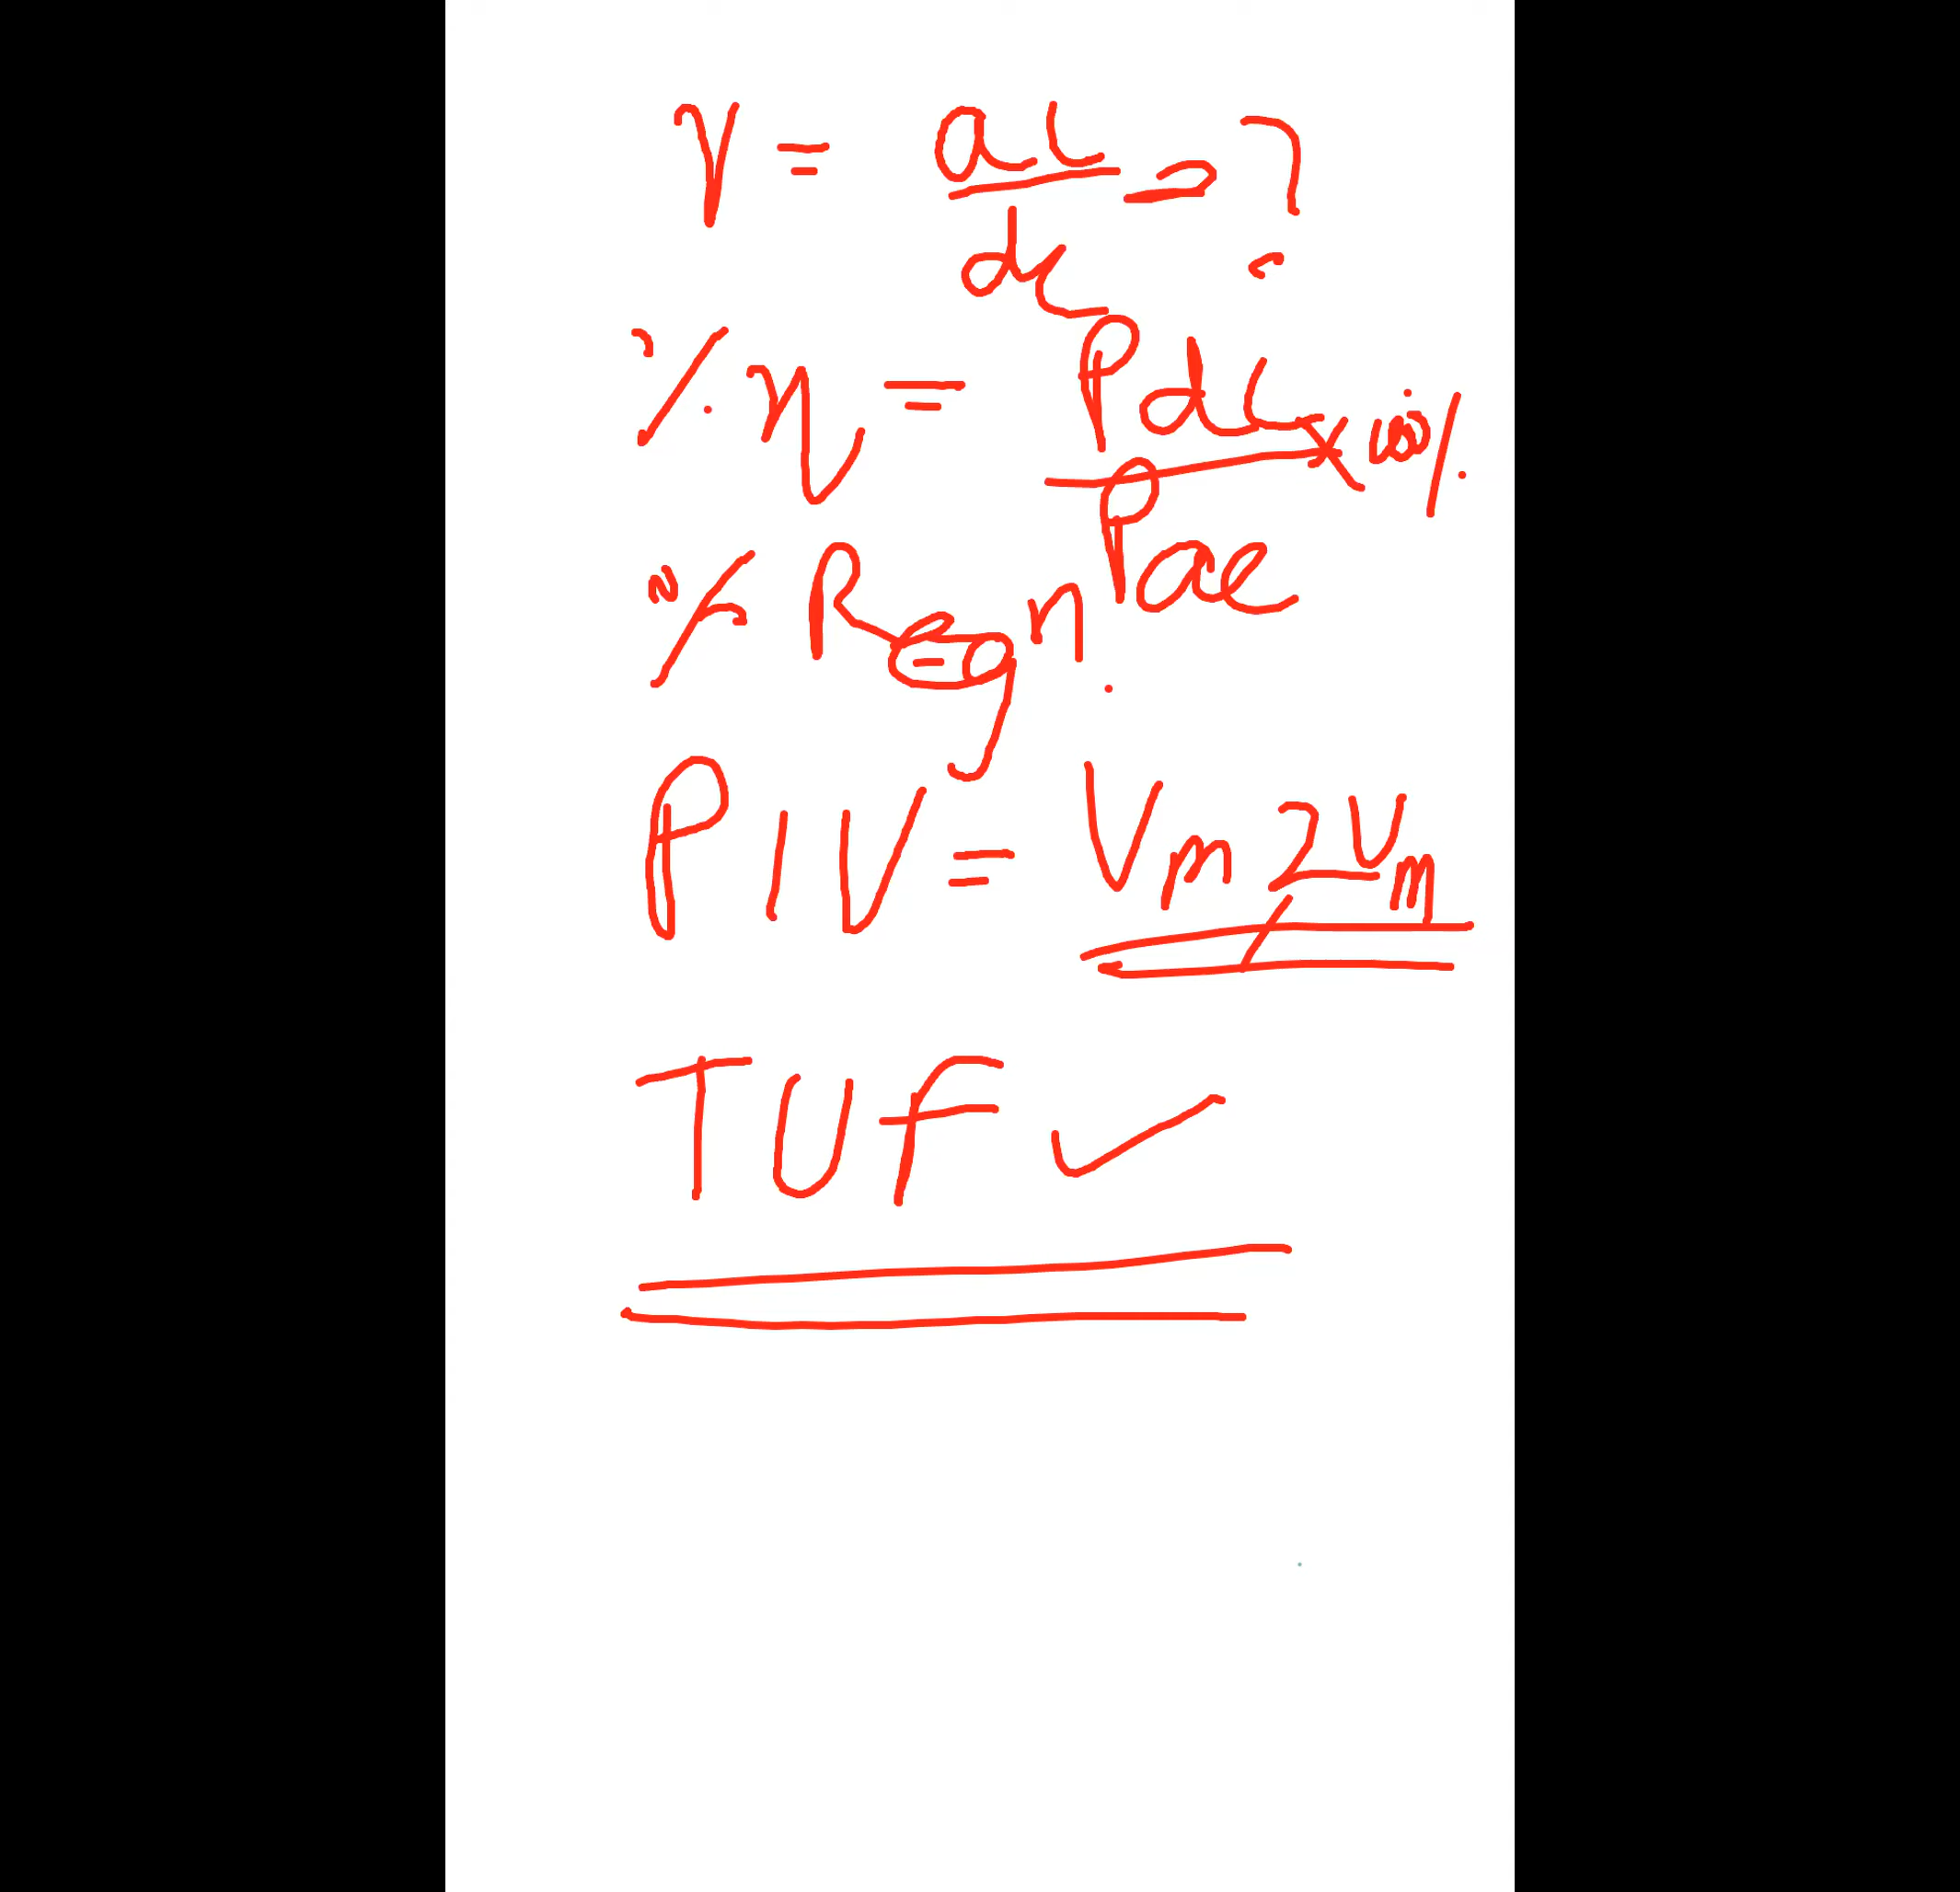 γ = ac/dc = ?
% η = Pdc/Pac × 100%
% Regn.
PIV = Vm, 2Vm
TUF ✓